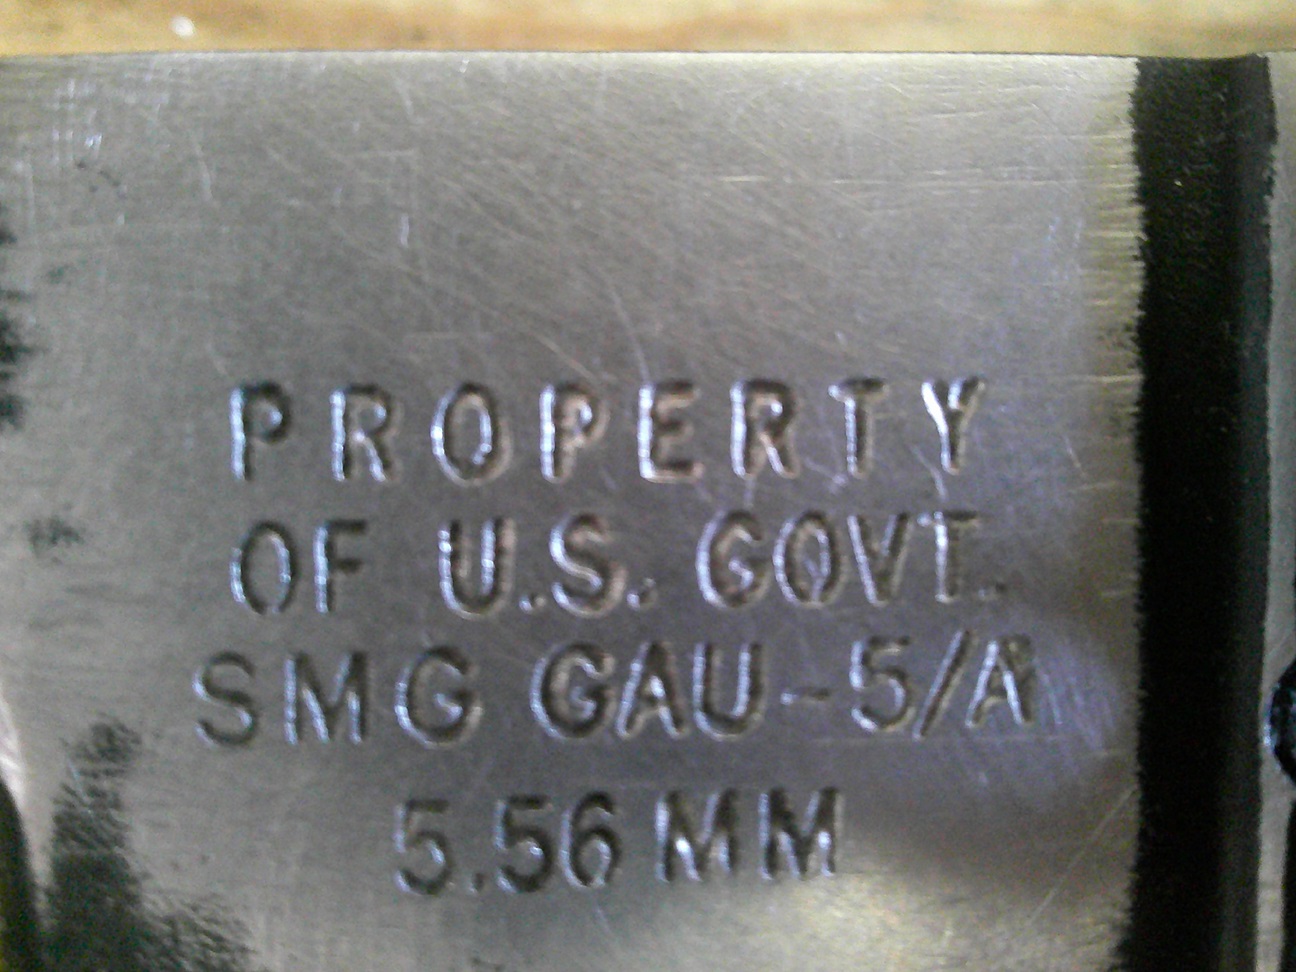 PROPERTY
OF U.S. GOVT.
SMG GAU-5/A
5.56 MM